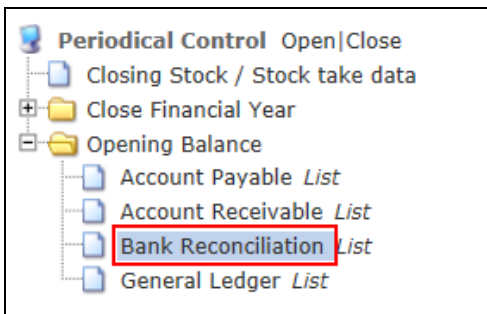 Periodical Control Open|Close
Closing Stock / Stock take data
Close Financial Year
Opening Balance
Account Payable List
Account Receivable List
Bank Reconciliation List
General Ledger List